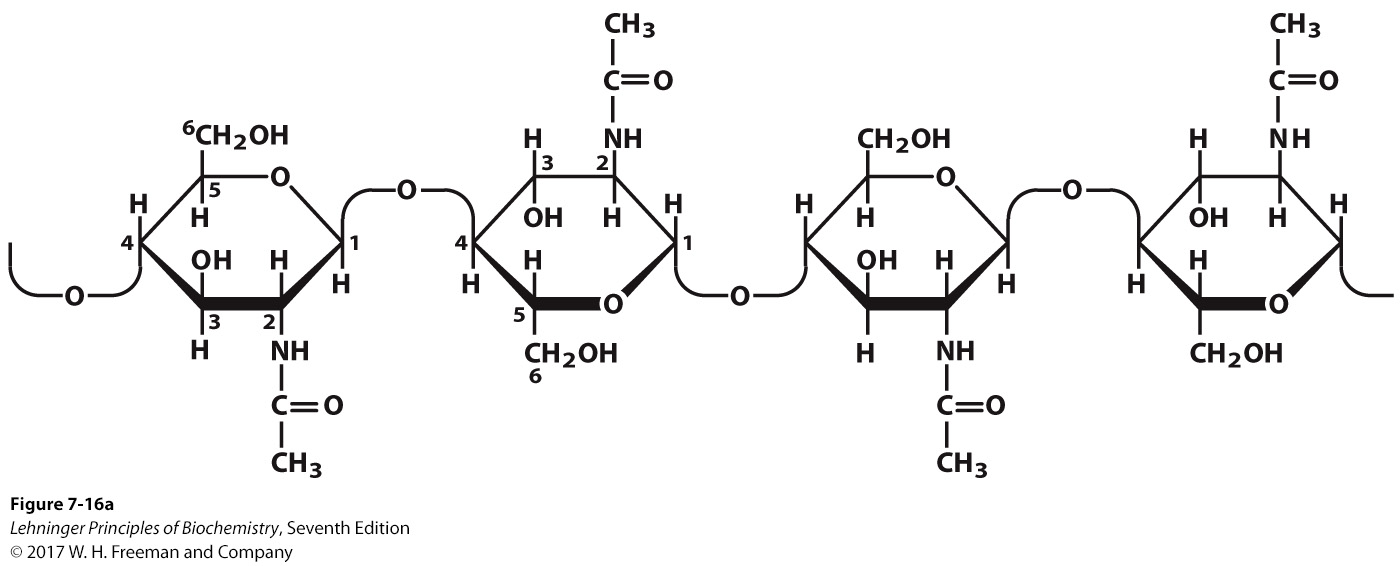 CH3 CH3
C=O C=O
6CH2OH H NH CH2OH H NH
5 O 3 2 O
O O
H H OH H H H H OH H H
4 OH H 1 4 H 1 OH H H
H H H H
O 3 2 5 O O O
H NH CH2OH H NH CH2OH
6
C=O C=O
CH3 CH3
Figure 7-16a
Lehninger Principles of Biochemistry, Seventh Edition
© 2017 W. H. Freeman and Company